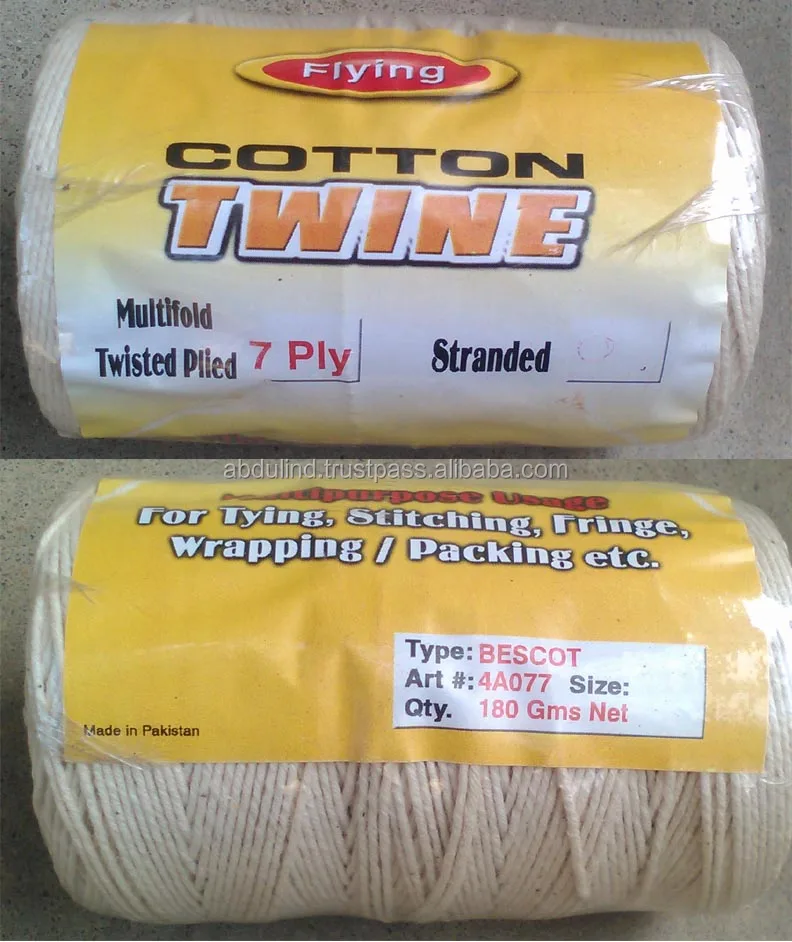 Flying
COTTON
TWINE
Multifold
Twisted Plied 7 Ply
Stranded
abdulind.trustpass.alibaba.com
Multipurpose Usage
For Tying, Stitching, Fringe,
Wrapping / Packing etc.
Type: BESCOT
Art #: 4A077 Size:
Qty. 180 Gms Net
Made in Pakistan